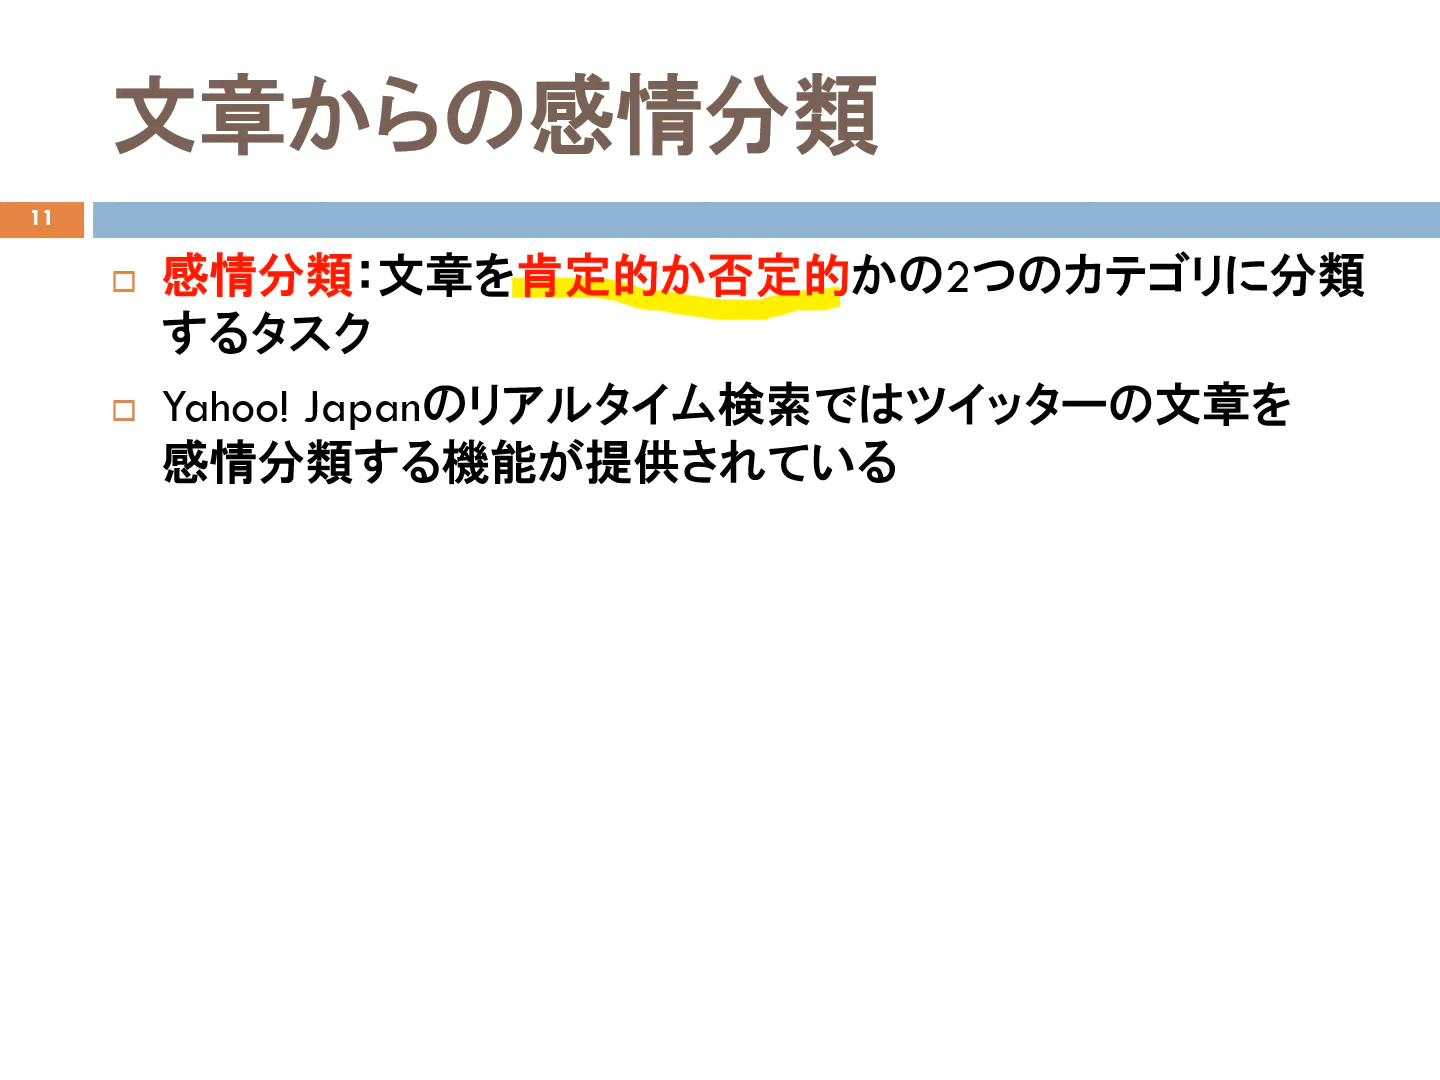 文章からの感情分類
11
感情分類：文章を肯定的か否定的かの2つのカテゴリに分類
するタスク
Yahoo! Japanのリアルタイム検索ではツイッターの文章を
感情分類する機能が提供されている